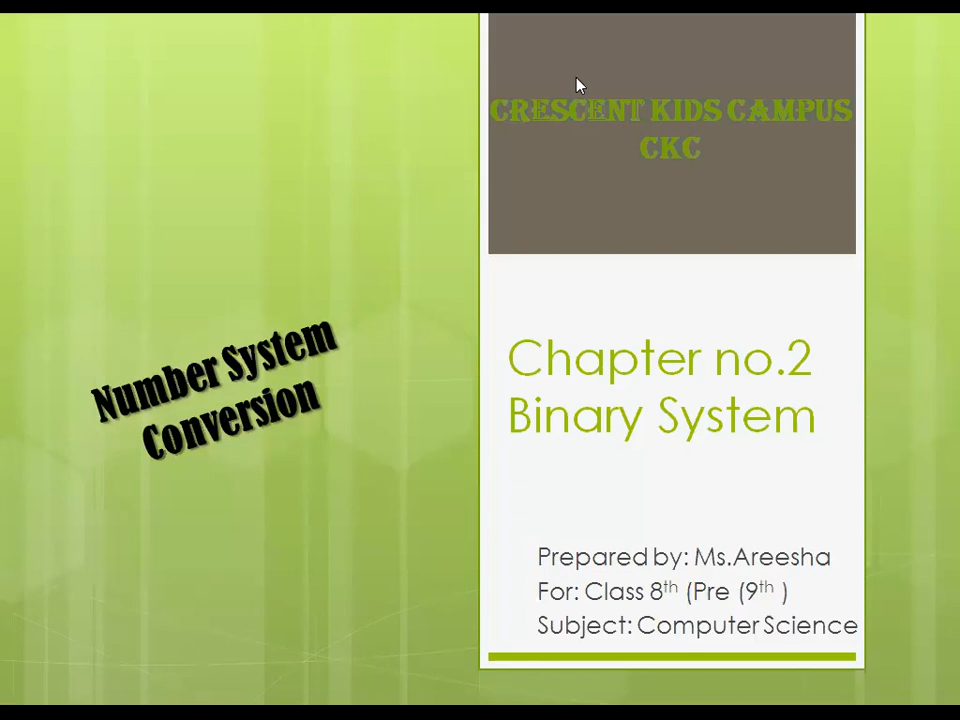 CRESCENT KIDS CAMPUS
CKC
Number System
Conversion
Chapter no.2
Binary System
Prepared by: Ms.Areesha
For: Class 8th (Pre (9th )
Subject: Computer Science